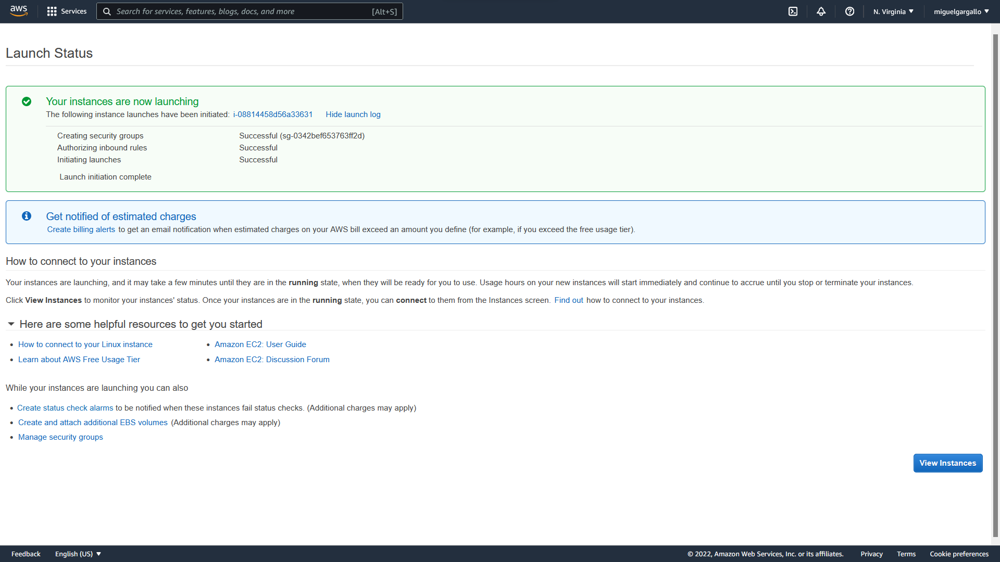 aws Services Search for services, features, blogs, docs, and more [Alt+S] N. Virginia miguelgargallo
Launch Status
Your instances are now launching
The following instance launches have been initiated: i-08814458d56a33631 Hide launch log
Creating security groups Successful (sg-0342bef653763ff2d)
Authorizing inbound rules Successful
Initiating launches Successful
Launch initiation complete
Get notified of estimated charges
Create billing alerts to get an email notification when estimated charges on your AWS bill exceed an amount you define (for example, if you exceed the free usage tier).
How to connect to your instances
Your instances are launching, and it may take a few minutes until they are in the running state, when they will be ready for you to use. Usage hours on your new instances will start immediately and continue to accrue until you stop or terminate your instances.
Click View Instances to monitor your instances' status. Once your instances are in the running state, you can connect to them from the Instances screen. Find out how to connect to your instances.
Here are some helpful resources to get you started
• How to connect to your Linux instance • Amazon EC2: User Guide
• Learn about AWS Free Usage Tier • Amazon EC2: Discussion Forum
While your instances are launching you can also
• Create status check alarms to be notified when these instances fail status checks. (Additional charges may apply)
• Create and attach additional EBS volumes (Additional charges may apply)
• Manage security groups
View Instances
Feedback English (US) © 2022, Amazon Web Services, Inc. or its affiliates. Privacy Terms Cookie preferences